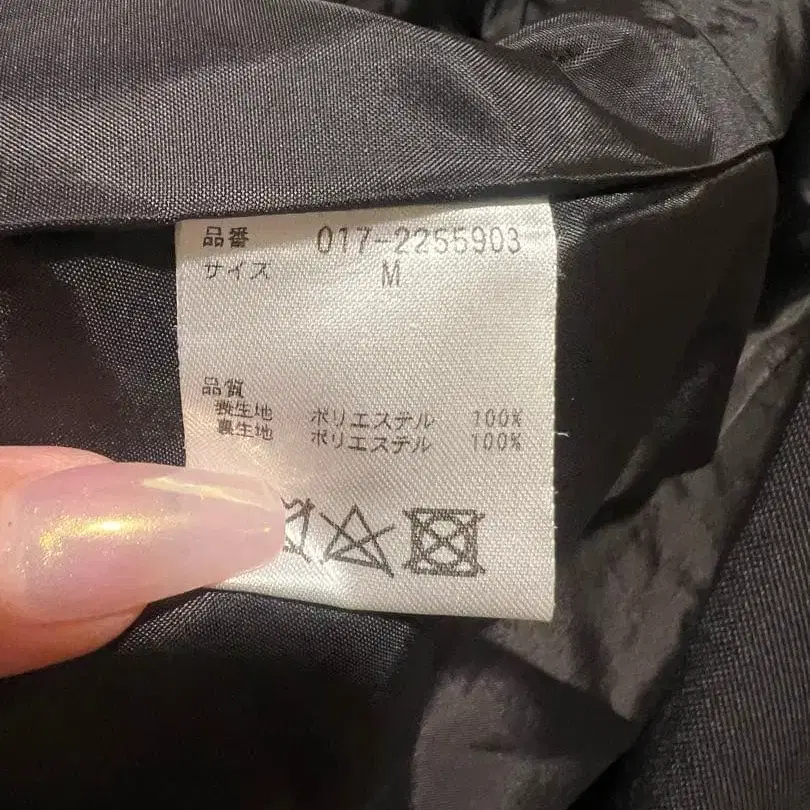 品番 017-2255903
サイズ M
品質
表生地 ポリエステル 100%
裏生地 ポリエステル 100%